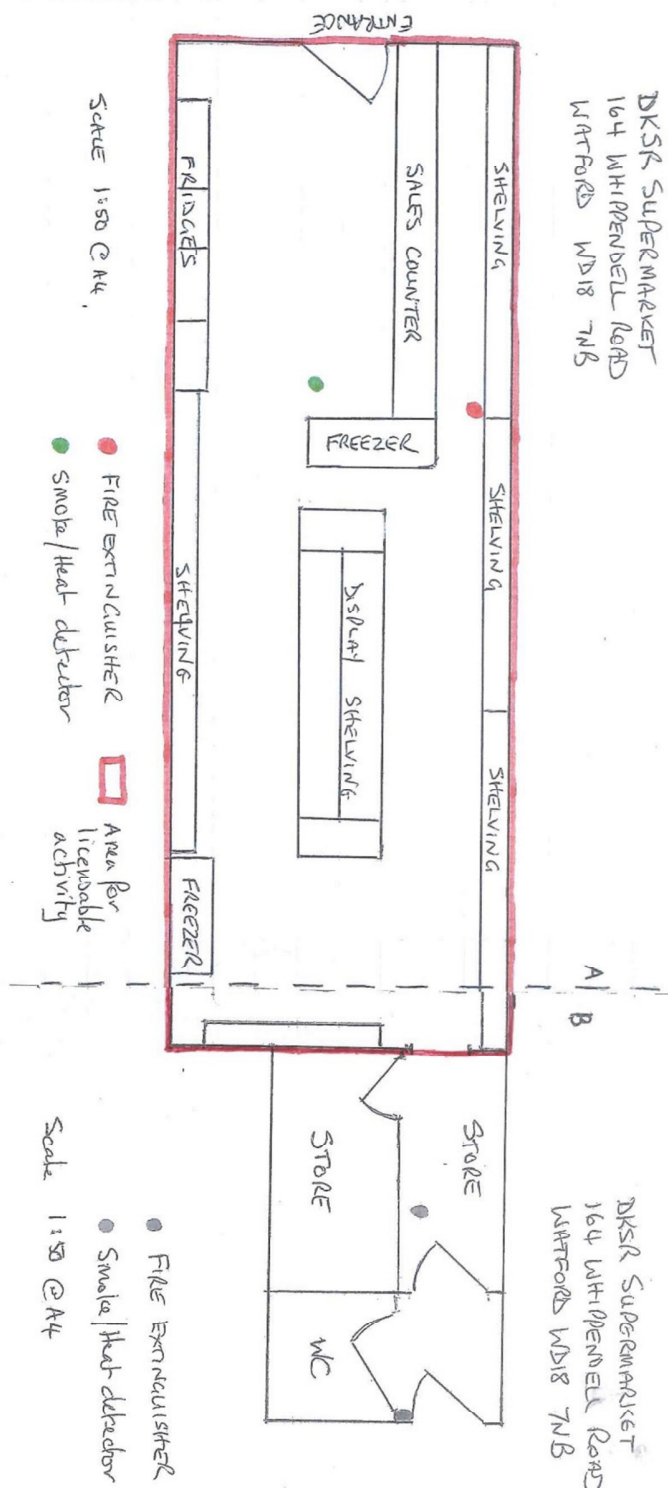 DKSR SUPERMARKET
164 WHIPPENDELL ROAD
WATFORD WD18 7NB
SHELVING
SHELVING
SHELVING
A
B
SALES COUNTER
ENTRANCE
FREEZER
DISPLAY SHELVING
FRIDGES
SHELVING
FREEZER
SCALE 1:50 @ A4.
FIRE EXTINGUISHER
Smoke/Heat detector
Area for
licensable
activity
DKSR SUPERMARKET
164 WHIPPENDELL ROAD
WATFORD WD18 7NB
STORE
STORE
WC
FIRE EXTINGUISHER
Smoke/Heat detector
Scale 1:50 @ A4